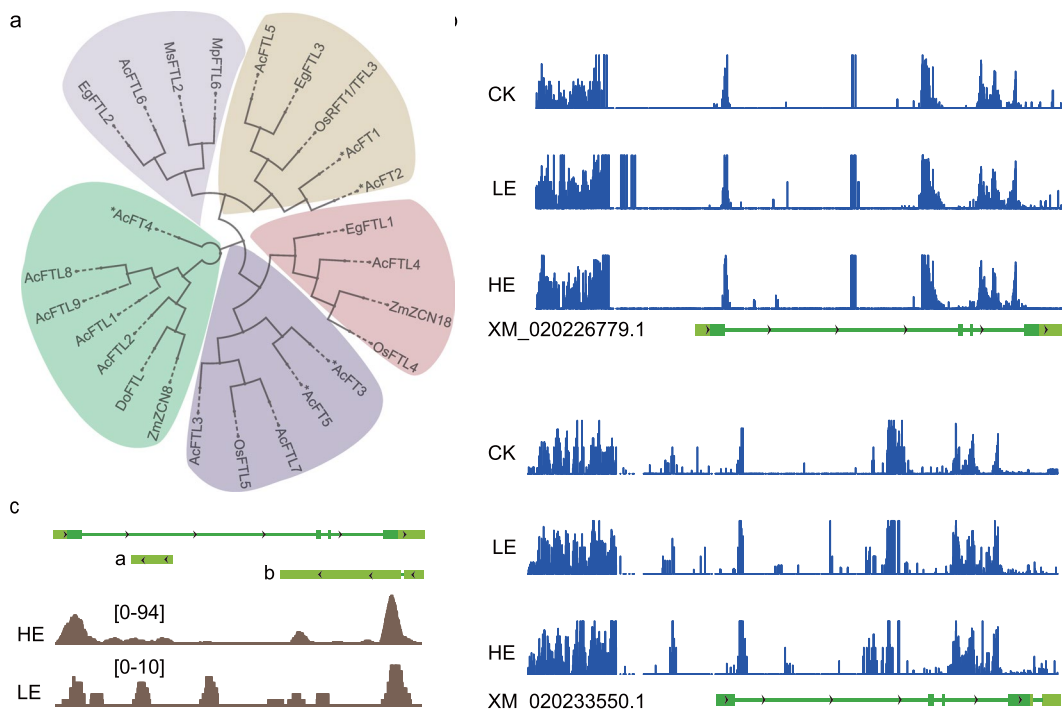 a
EgFTL2
AcFTL6
MsFTL2
MpFTL6
AcFTL5
EgFTL3
OsRFT1/TFL3
*AcFT1
*AcFT2
EgFTL1
AcFTL4
ZmZCN18
OsFTL4
*AcFT3
*AcFT5
AcFTL7
OsFTL5
AcFTL3
ZmZCN8
DoFTL
AcFTL2
AcFTL1
AcFTL9
AcFTL8
*AcFT4
CK
LE
HE
XM_020226779.1
CK
LE
HE
XM_020233550.1
c
a
b
HE
[0-94]
LE
[0-10]